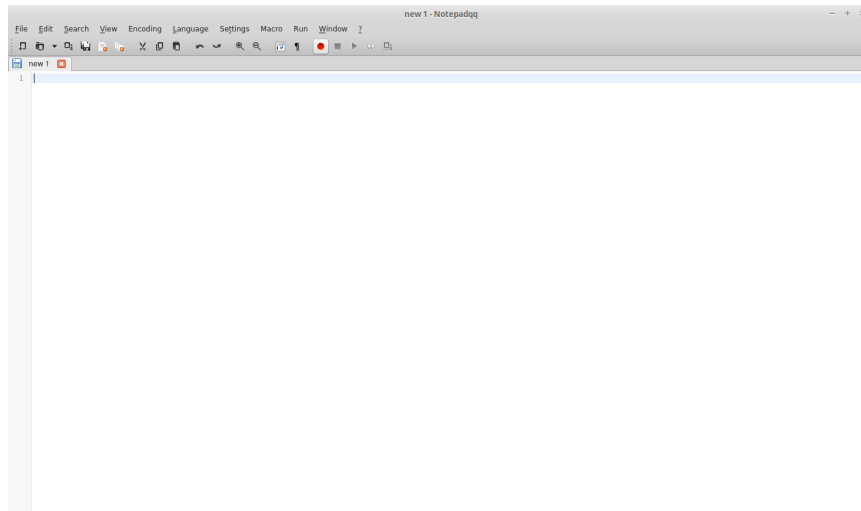 new 1 - Notepadqq
File Edit Search View Encoding Language Settings Macro Run Window ?
new 1
1